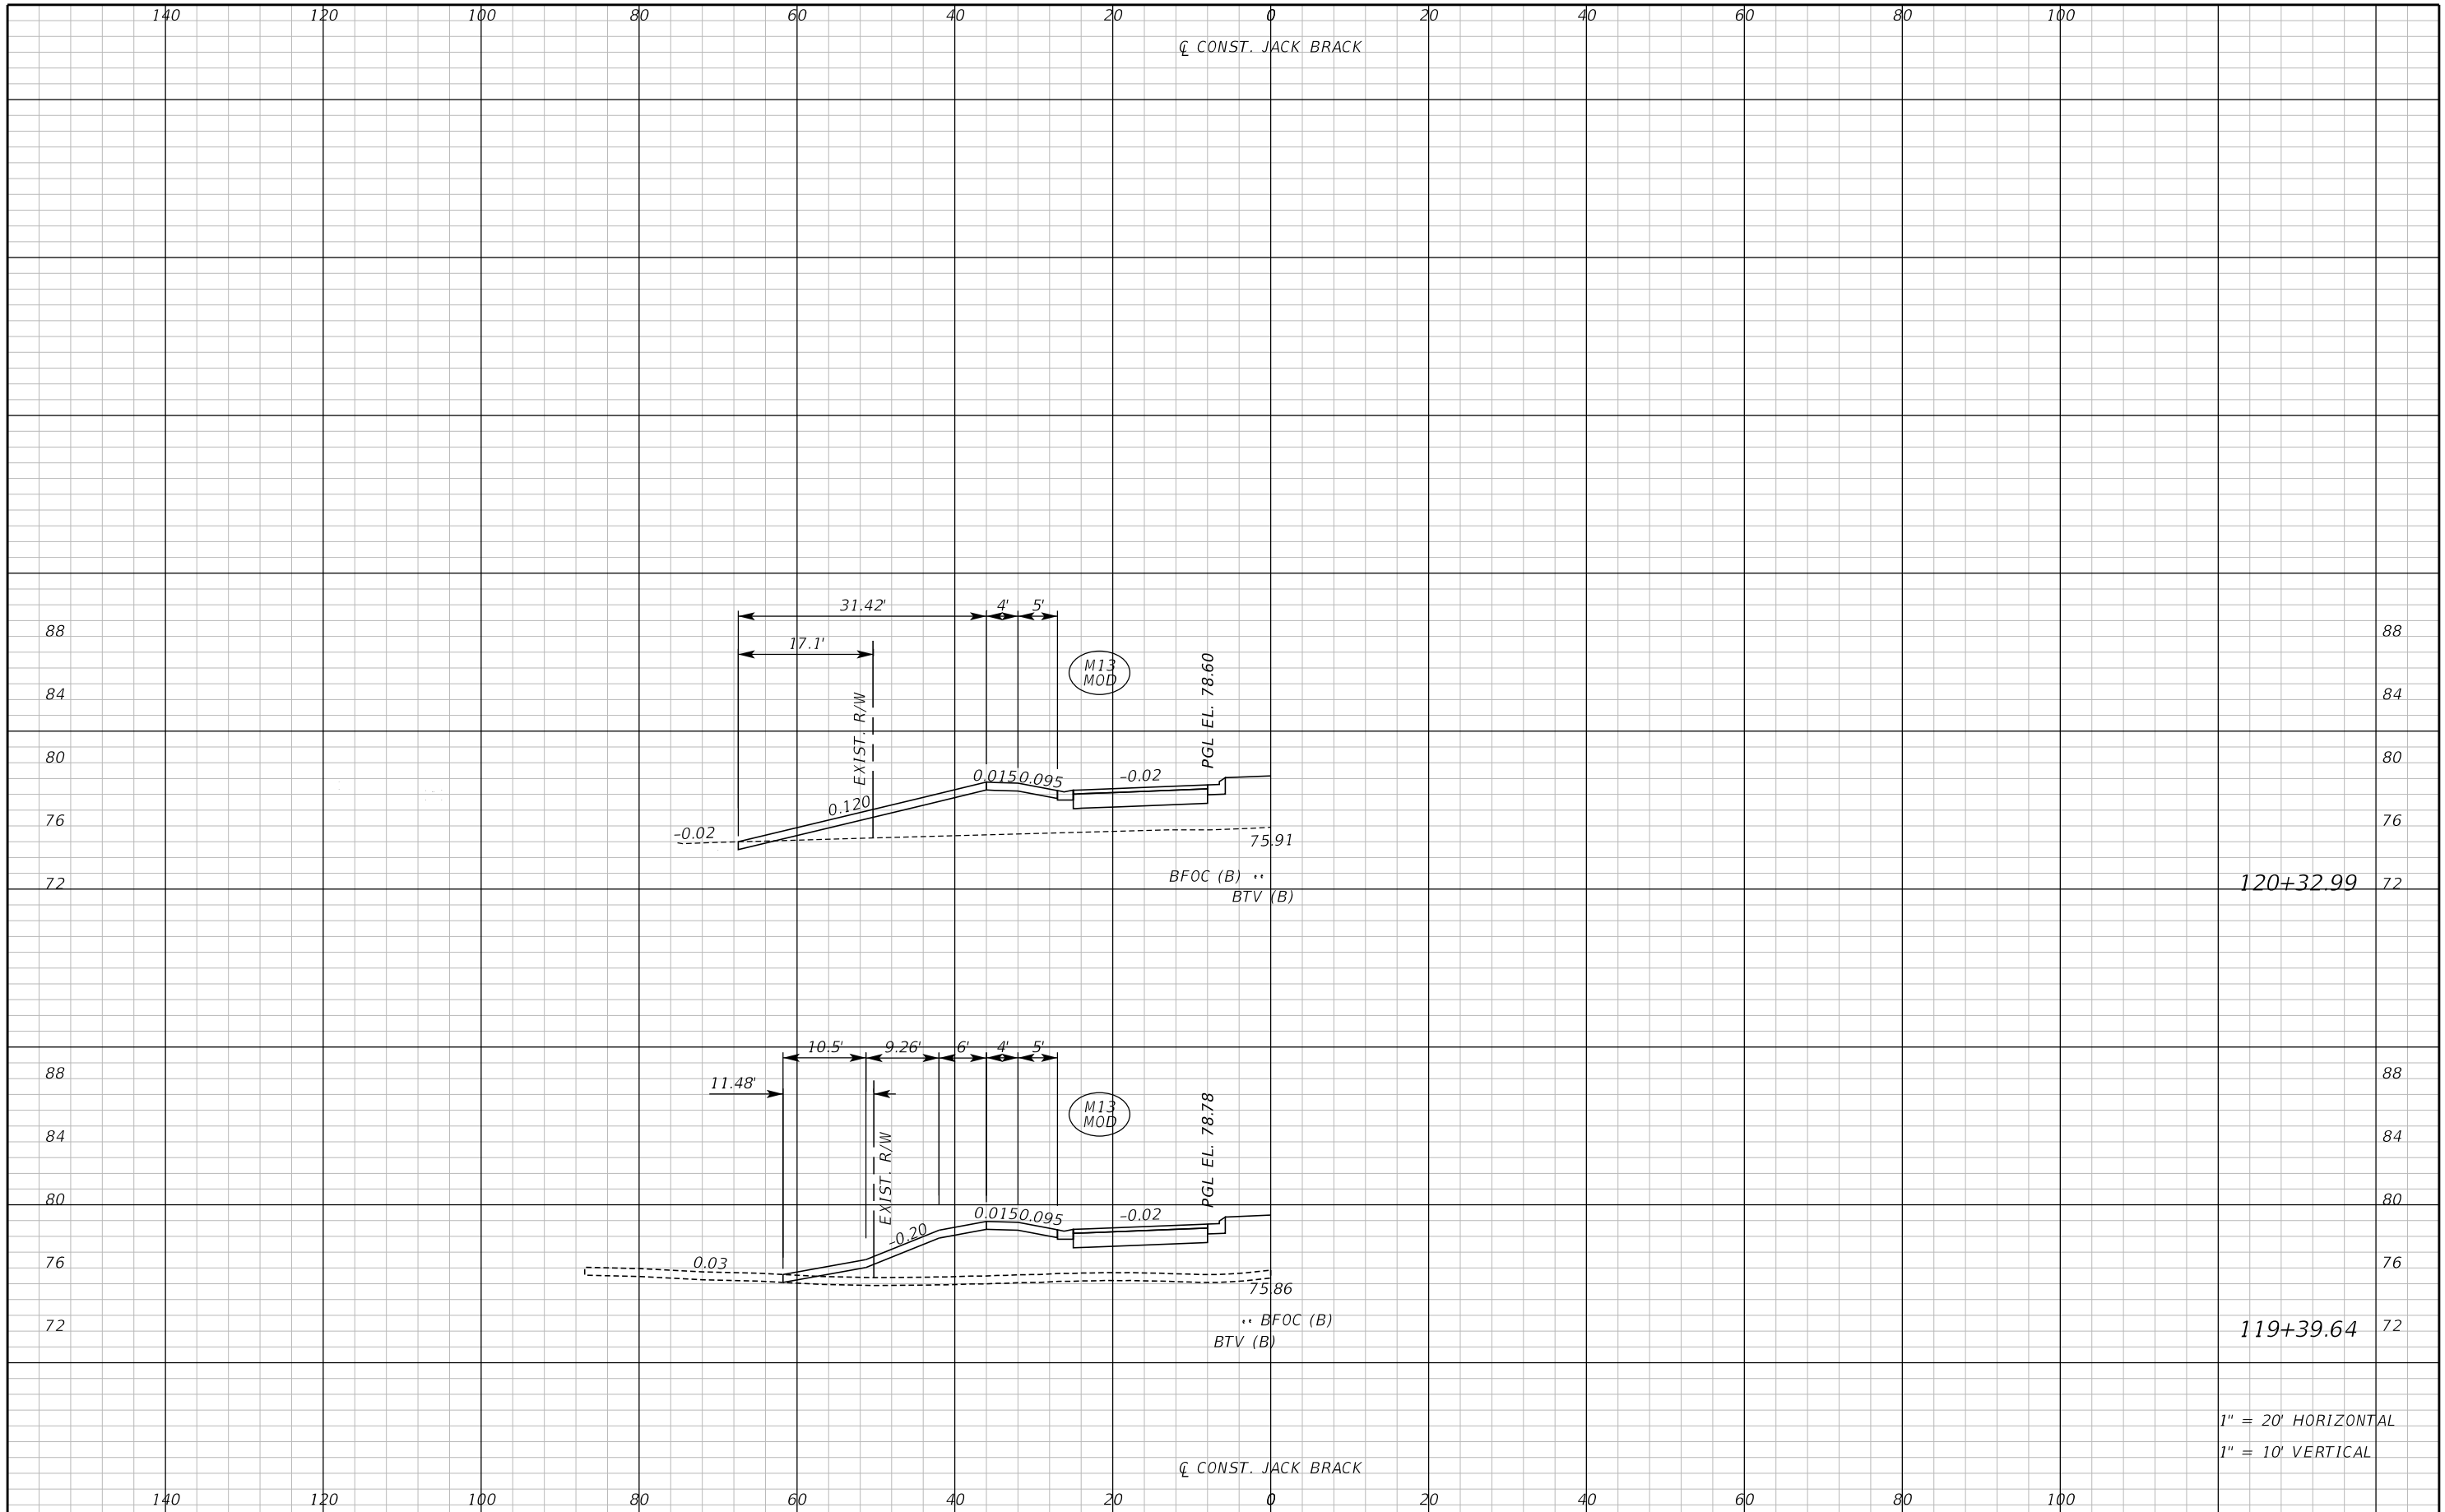 140 120 100 80 60 40 20 0 20 40 60 80 100
℄ CONST. JACK BRACK
31.42' 4' 5'
88 88
17.1'
M13
MOD
PGL EL. 78.60
84 84
EXIST. R/W
80 80
0.015 0.095 -0.02
0.120
76 76
-0.02
75.91
BFOC (B)
72 120+32.99 72
BTV (B)
10.5' 9.26' 6' 4' 5'
88 88
11.48'
M13
MOD
PGL EL. 78.78
84 84
EXIST. R/W
80 80
0.015 0.095 -0.02
-0.20
76 0.03 76
75.86
BFOC (B)
72 119+39.64 72
BTV (B)
1" = 20' HORIZONTAL
1" = 10' VERTICAL
℄ CONST. JACK BRACK
140 120 100 80 60 40 20 0 20 40 60 80 100